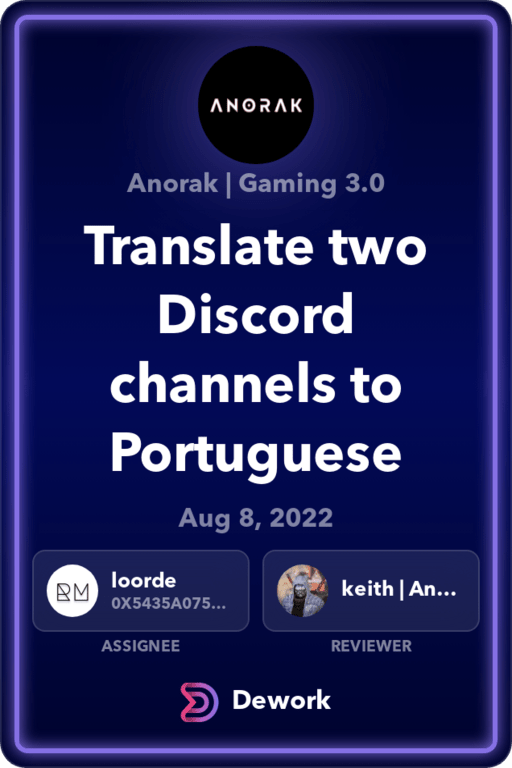 ANORAK
Anorak | Gaming 3.0
Translate two
Discord
channels to
Portuguese
Aug 8, 2022
RM
loorde
0X5435A075...
ASSIGNEE
keith | An...
REVIEWER
Dework